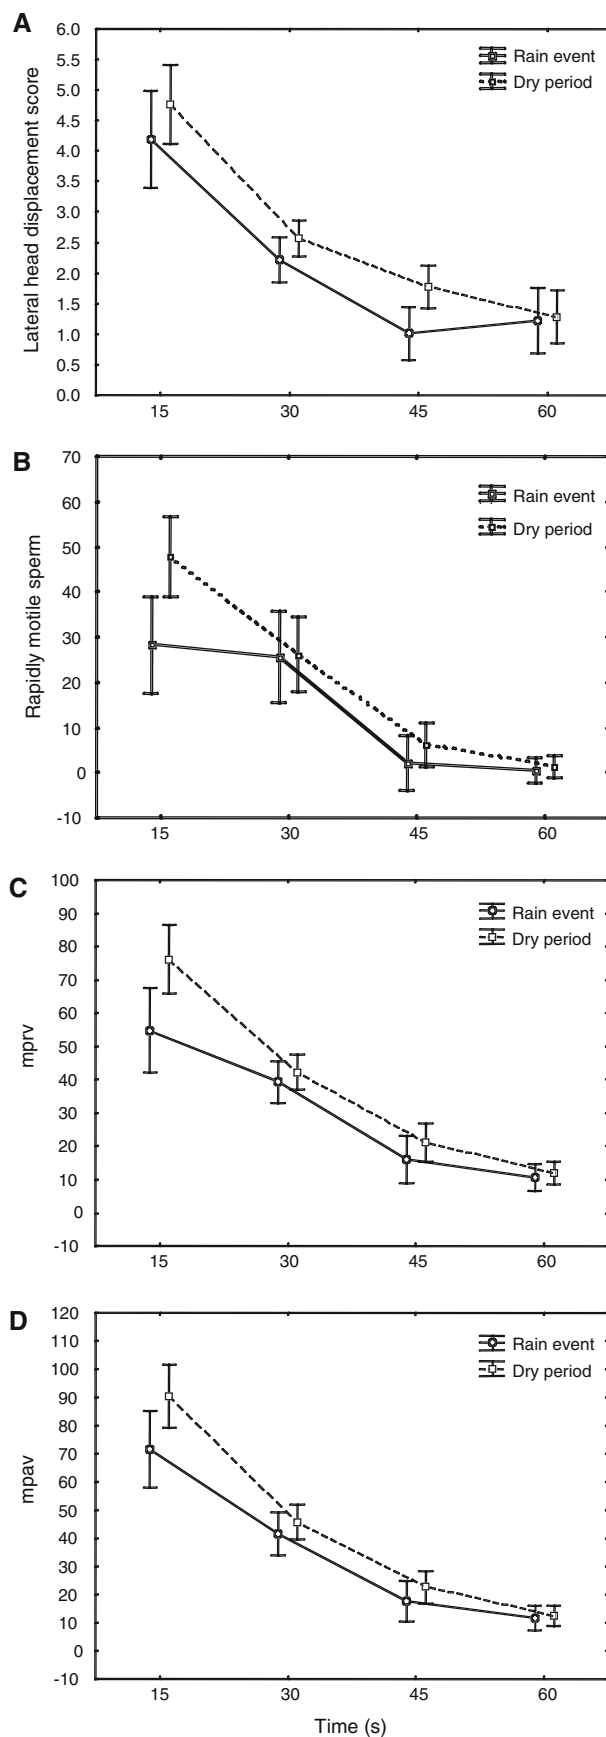 A
Lateral head displacement score
6.0
5.5
5.0
4.5
4.0
3.5
3.0
2.5
2.0
1.5
1.0
0.5
0.0
Rain event
Dry period
15 30 45 60
B
Rapidly motile sperm
70
60
50
40
30
20
10
0
-10
Rain event
Dry period
15 30 45 60
C
mprv
100
90
80
70
60
50
40
30
20
10
0
-10
Rain event
Dry period
15 30 45 60
D
mpav
120
110
100
90
80
70
60
50
40
30
20
10
0
-10
Rain event
Dry period
15 30 45 60
Time (s)